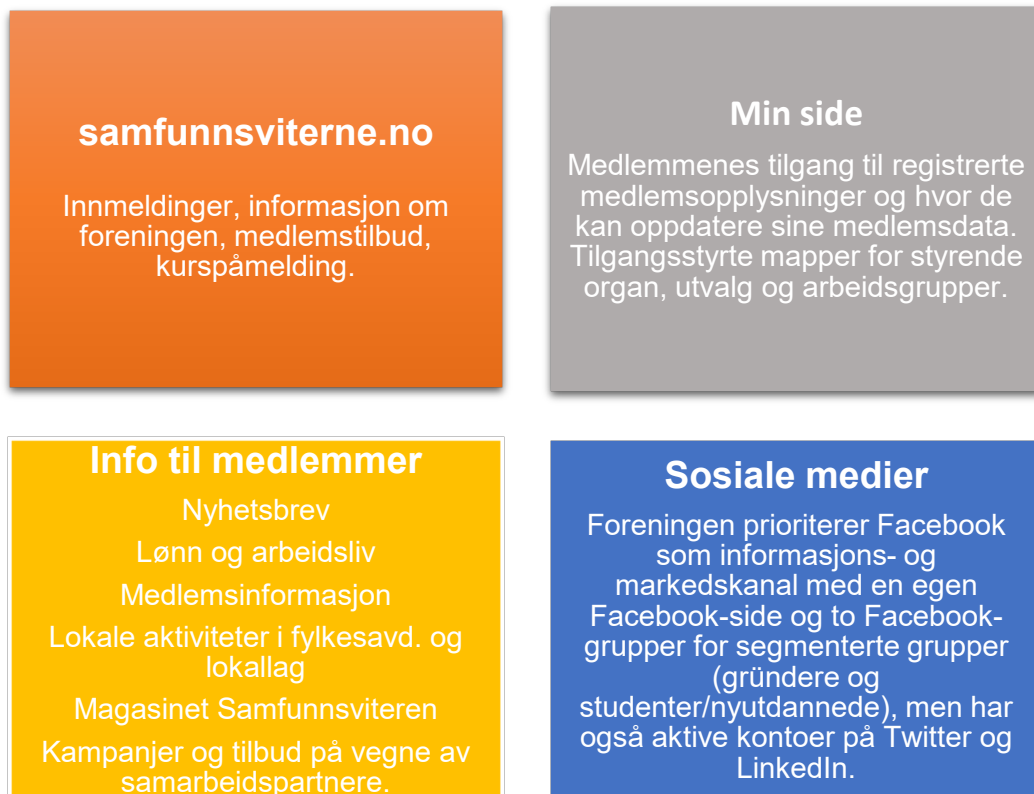 samfunnsviterne.no
Innmeldinger, informasjon om
foreningen, medlemstilbud,
kurspåmelding.
Min side
Medlemmenes tilgang til registrerte
medlemsopplysninger og hvor de
kan oppdatere sine medlemsdata.
Tilgangsstyrte mapper for styrende
organ, utvalg og arbeidsgrupper.
Info til medlemmer
Nyhetsbrev
Lønn og arbeidsliv
Medlemsinformasjon
Lokale aktiviteter i fylkesavd. og
lokallag
Magasinet Samfunnsviteren
Kampanjer og tilbud på vegne av
samarbeidspartnere.
Sosiale medier
Foreningen prioriterer Facebook
som informasjons- og
markedskanal med en egen
Facebook-side og to Facebook-
grupper for segmenterte grupper
(gründere og
studenter/nyutdannede), men har
også aktive kontoer på Twitter og
LinkedIn.